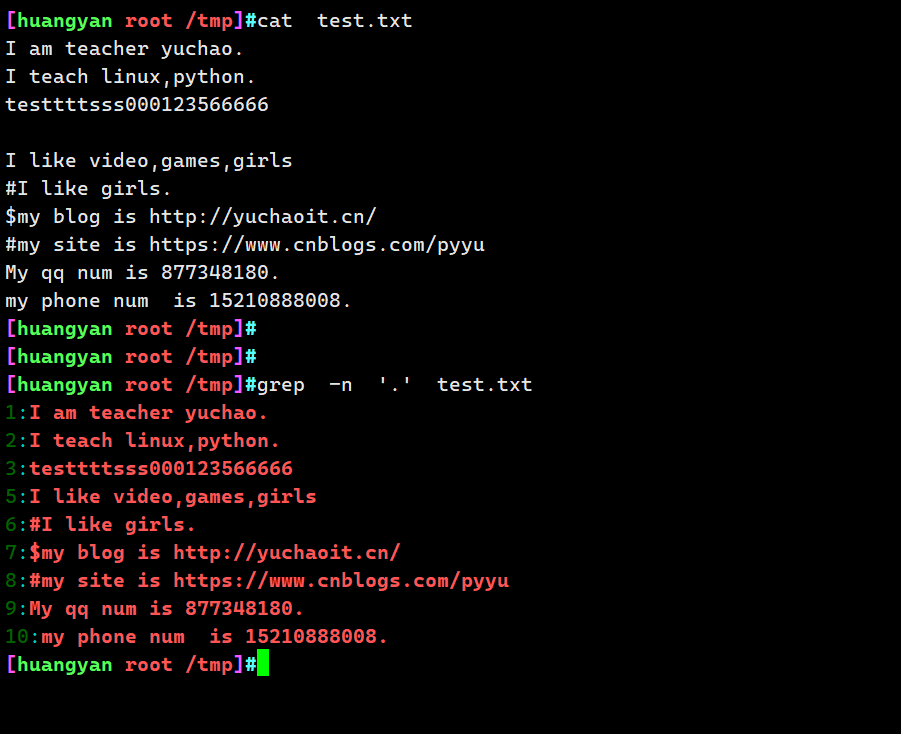 [huangyan root /tmp]#cat  test.txt
I am teacher yuchao.
I teach linux,python.
testtttsss000123566666

I like video,games,girls
#I like girls.
$my blog is http://yuchaoit.cn/
#my site is https://www.cnblogs.com/pyyu
My qq num is 877348180.
my phone num  is 15210888008.
[huangyan root /tmp]#
[huangyan root /tmp]#
[huangyan root /tmp]#grep  -n  '.'  test.txt
1:I am teacher yuchao.
2:I teach linux,python.
3:testtttsss000123566666
5:I like video,games,girls
6:#I like girls.
7:$my blog is http://yuchaoit.cn/
8:#my site is https://www.cnblogs.com/pyyu
9:My qq num is 877348180.
10:my phone num  is 15210888008.
[huangyan root /tmp]#